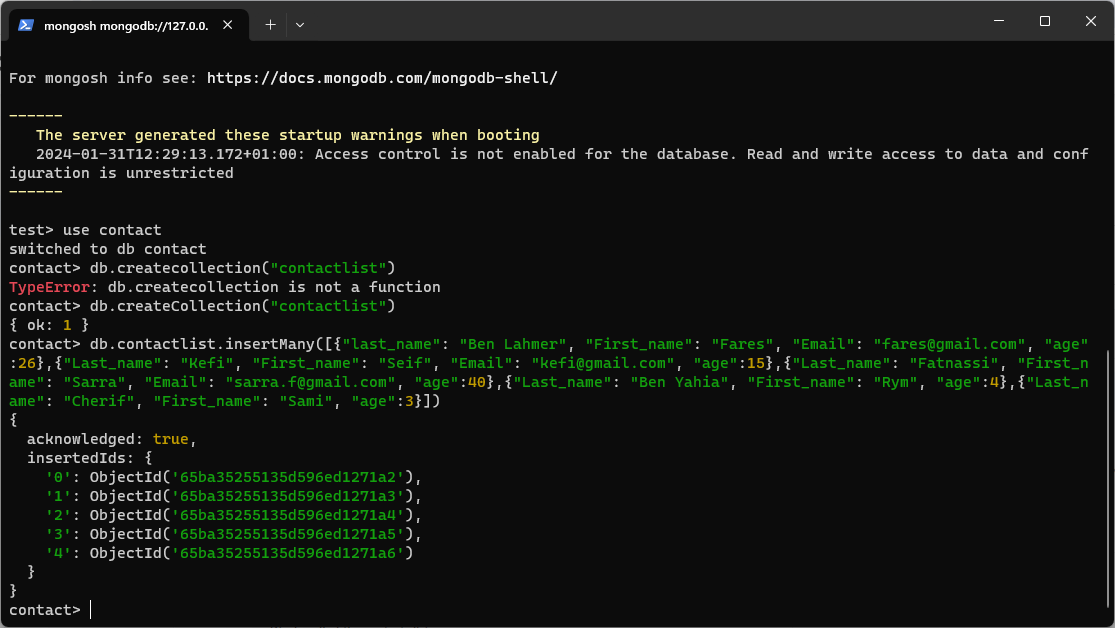 mongosh mongodb://127.0.0.
For mongosh info see: https://docs.mongodb.com/mongodb-shell/
------
   The server generated these startup warnings when booting
   2024-01-31T12:29:13.172+01:00: Access control is not enabled for the database. Read and write access to data and conf
iguration is unrestricted
------
test> use contact
switched to db contact
contact> db.createcollection("contactlist")
TypeError: db.createcollection is not a function
contact> db.createCollection("contactlist")
{ ok: 1 }
contact> db.contactlist.insertMany([{"last_name": "Ben Lahmer", "First_name": "Fares", "Email": "fares@gmail.com", "age"
:26},{"Last_name": "Kefi", "First_name": "Seif", "Email": "kefi@gmail.com", "age":15},{"Last_name": "Fatnassi", "First_n
ame": "Sarra", "Email": "sarra.f@gmail.com", "age":40},{"Last_name": "Ben Yahia", "First_name": "Rym", "age":4},{"Last_n
ame": "Cherif", "First_name": "Sami", "age":3}])
{
  acknowledged: true,
  insertedIds: {
    '0': ObjectId('65ba35255135d596ed1271a2'),
    '1': ObjectId('65ba35255135d596ed1271a3'),
    '2': ObjectId('65ba35255135d596ed1271a4'),
    '3': ObjectId('65ba35255135d596ed1271a5'),
    '4': ObjectId('65ba35255135d596ed1271a6')
  }
}
contact>